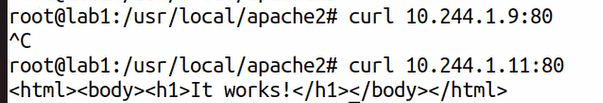 root@lab1:/usr/local/apache2# curl 10.244.1.9:80
^C
root@lab1:/usr/local/apache2# curl 10.244.1.11:80
<html><body><h1>It works!</h1></body></html>